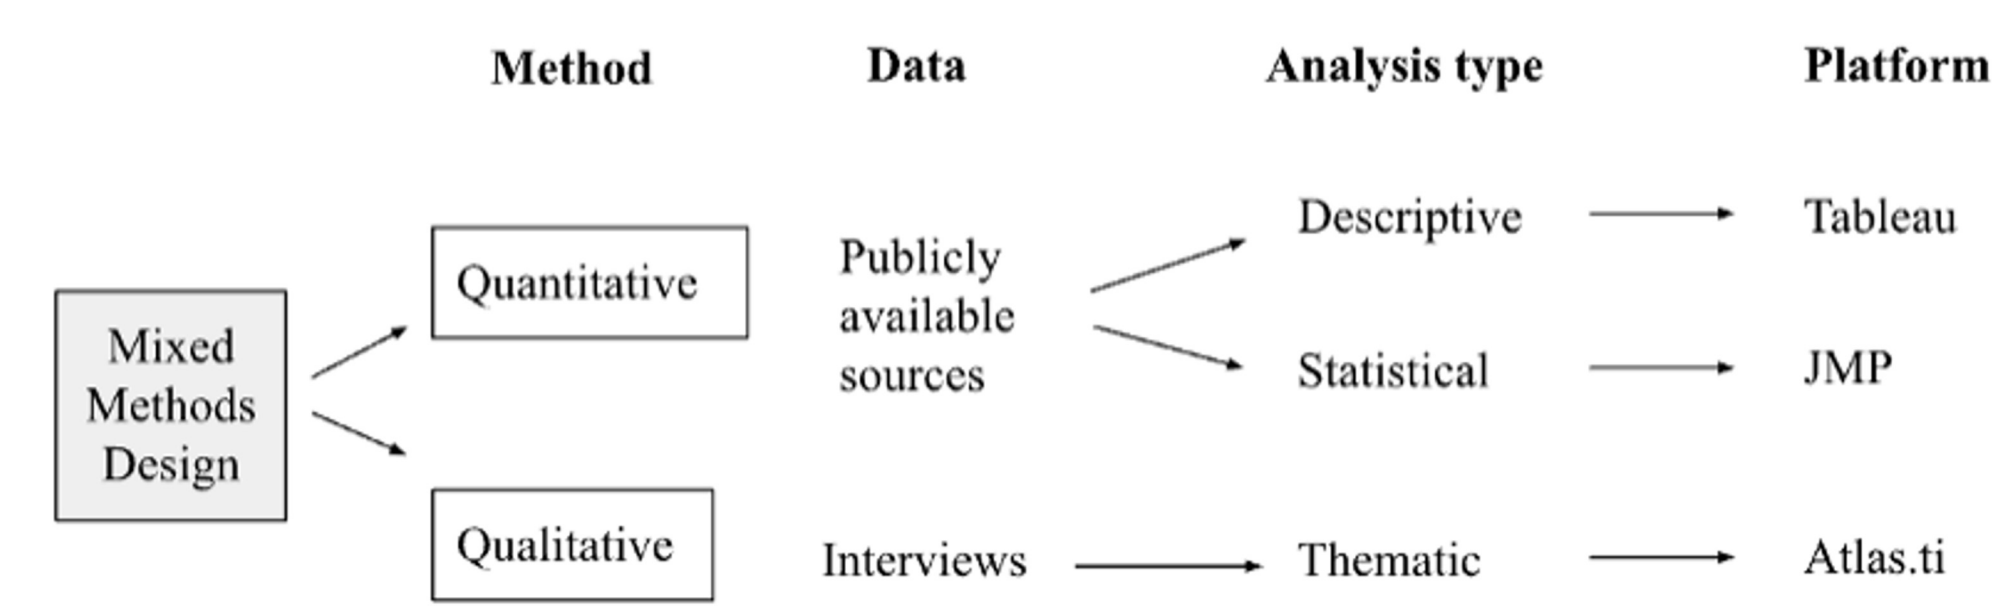 Method Data Analysis type Platform
Mixed
Methods
Design
Quantitative
Publicly
available
sources
Descriptive Tableau
Statistical JMP
Qualitative
Interviews Thematic Atlas.ti